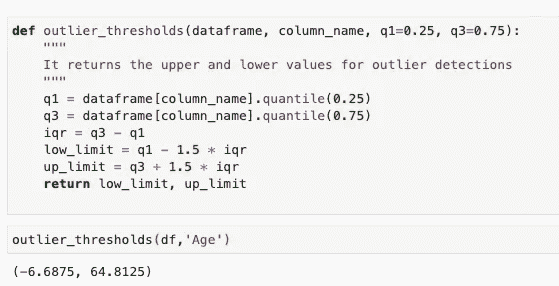 def outlier_thresholds(dataframe, column_name, q1=0.25, q3=0.75):
    """
    It returns the upper and lower values for outlier detections
    """
    q1 = dataframe[column_name].quantile(0.25)
    q3 = dataframe[column_name].quantile(0.75)
    iqr = q3 - q1
    low_limit = q1 - 1.5 * iqr
    up_limit = q3 + 1.5 * iqr
    return low_limit, up_limit
outlier_thresholds(df,'Age')
(-6.6875, 64.8125)